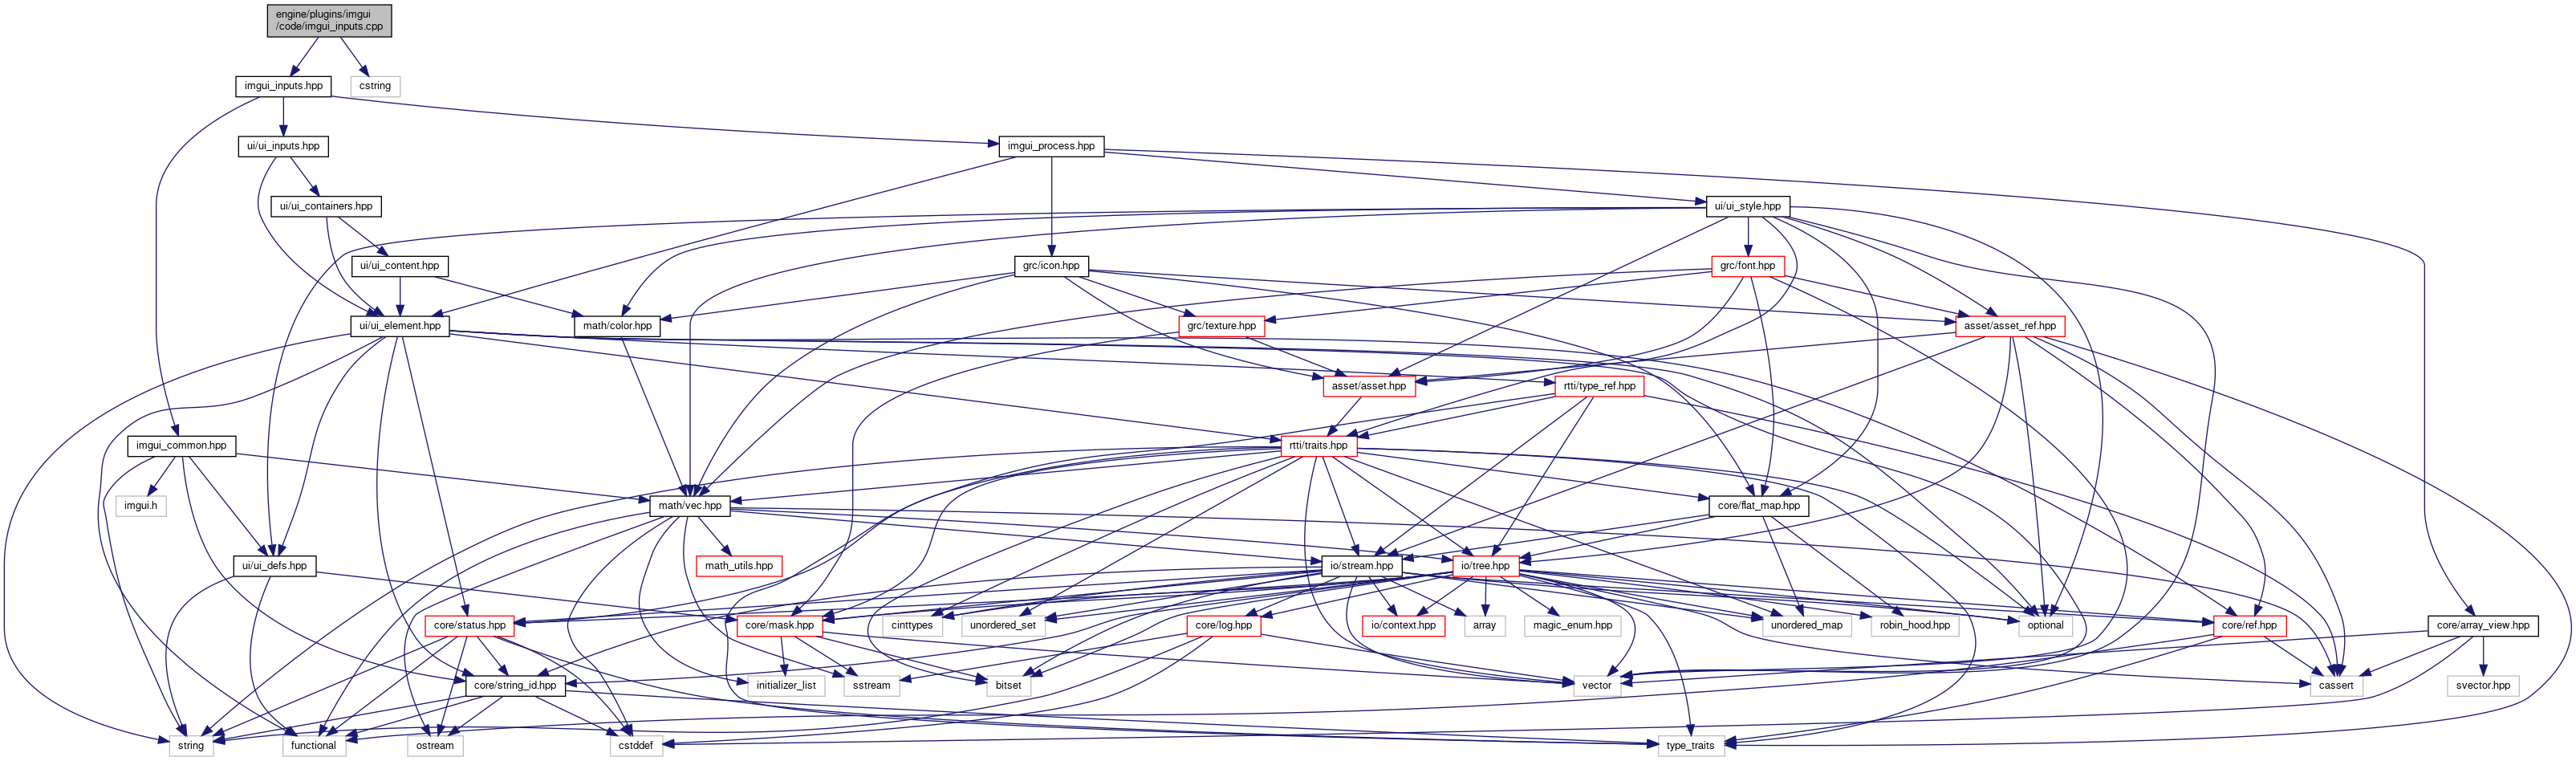 engine/plugins/imgui
/code/imgui_inputs.cpp
imgui_inputs.hpp
cstring
ui/ui_inputs.hpp
imgui_process.hpp
ui/ui_containers.hpp
ui/ui_style.hpp
ui/ui_content.hpp
grc/icon.hpp
grc/font.hpp
ui/ui_element.hpp
math/color.hpp
grc/texture.hpp
asset/asset_ref.hpp
asset/asset.hpp
rtti/type_ref.hpp
imgui_common.hpp
rtti/traits.hpp
imgui.h
math/vec.hpp
core/flat_map.hpp
ui/ui_defs.hpp
math_utils.hpp
io/stream.hpp
io/tree.hpp
core/status.hpp
core/mask.hpp
cinttypes
unordered_set
core/log.hpp
io/context.hpp
array
magic_enum.hpp
unordered_map
robin_hood.hpp
optional
core/ref.hpp
core/array_view.hpp
core/string_id.hpp
initializer_list
sstream
bitset
vector
cassert
svector.hpp
string
functional
ostream
cstddef
type_traits